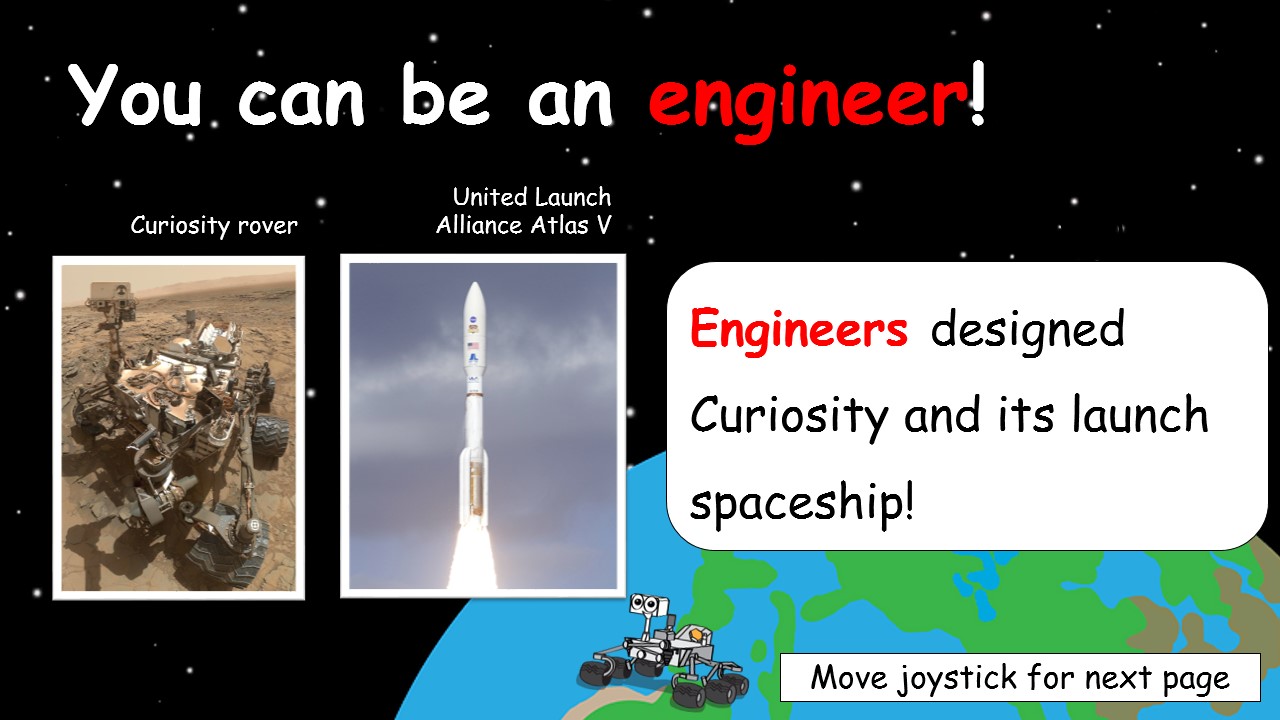 You can be an engineer!
Curiosity rover
United Launch
Alliance Atlas V
Engineers designed
Curiosity and its launch
spaceship!
Move joystick for next page